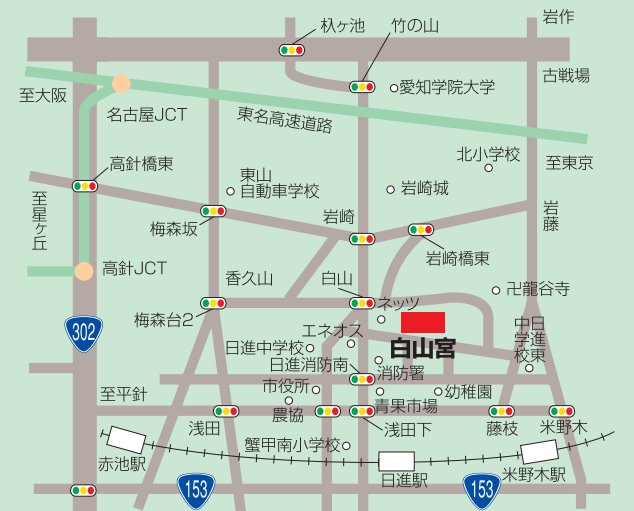 杁ヶ池
竹の山
岩作
古戦場
至大阪
名古屋JCT
愛知学院大学
東名高速道路
北小学校
至東京
高針橋東
東山
自動車学校
岩崎城
至星ヶ丘
梅森坂
岩崎
岩藤
岩崎橋東
高針JCT
香久山
白山
卍龍谷寺
ネッツ
梅森台2
302
エネオス
白山宮
日進
中学校東
日進中学校
日進消防南
消防署
市役所
幼稚園
至平針
農協
青果市場
浅田
浅田下
藤枝
米野木
蟹甲南小学校
赤池駅
日進駅
米野木駅
153
153